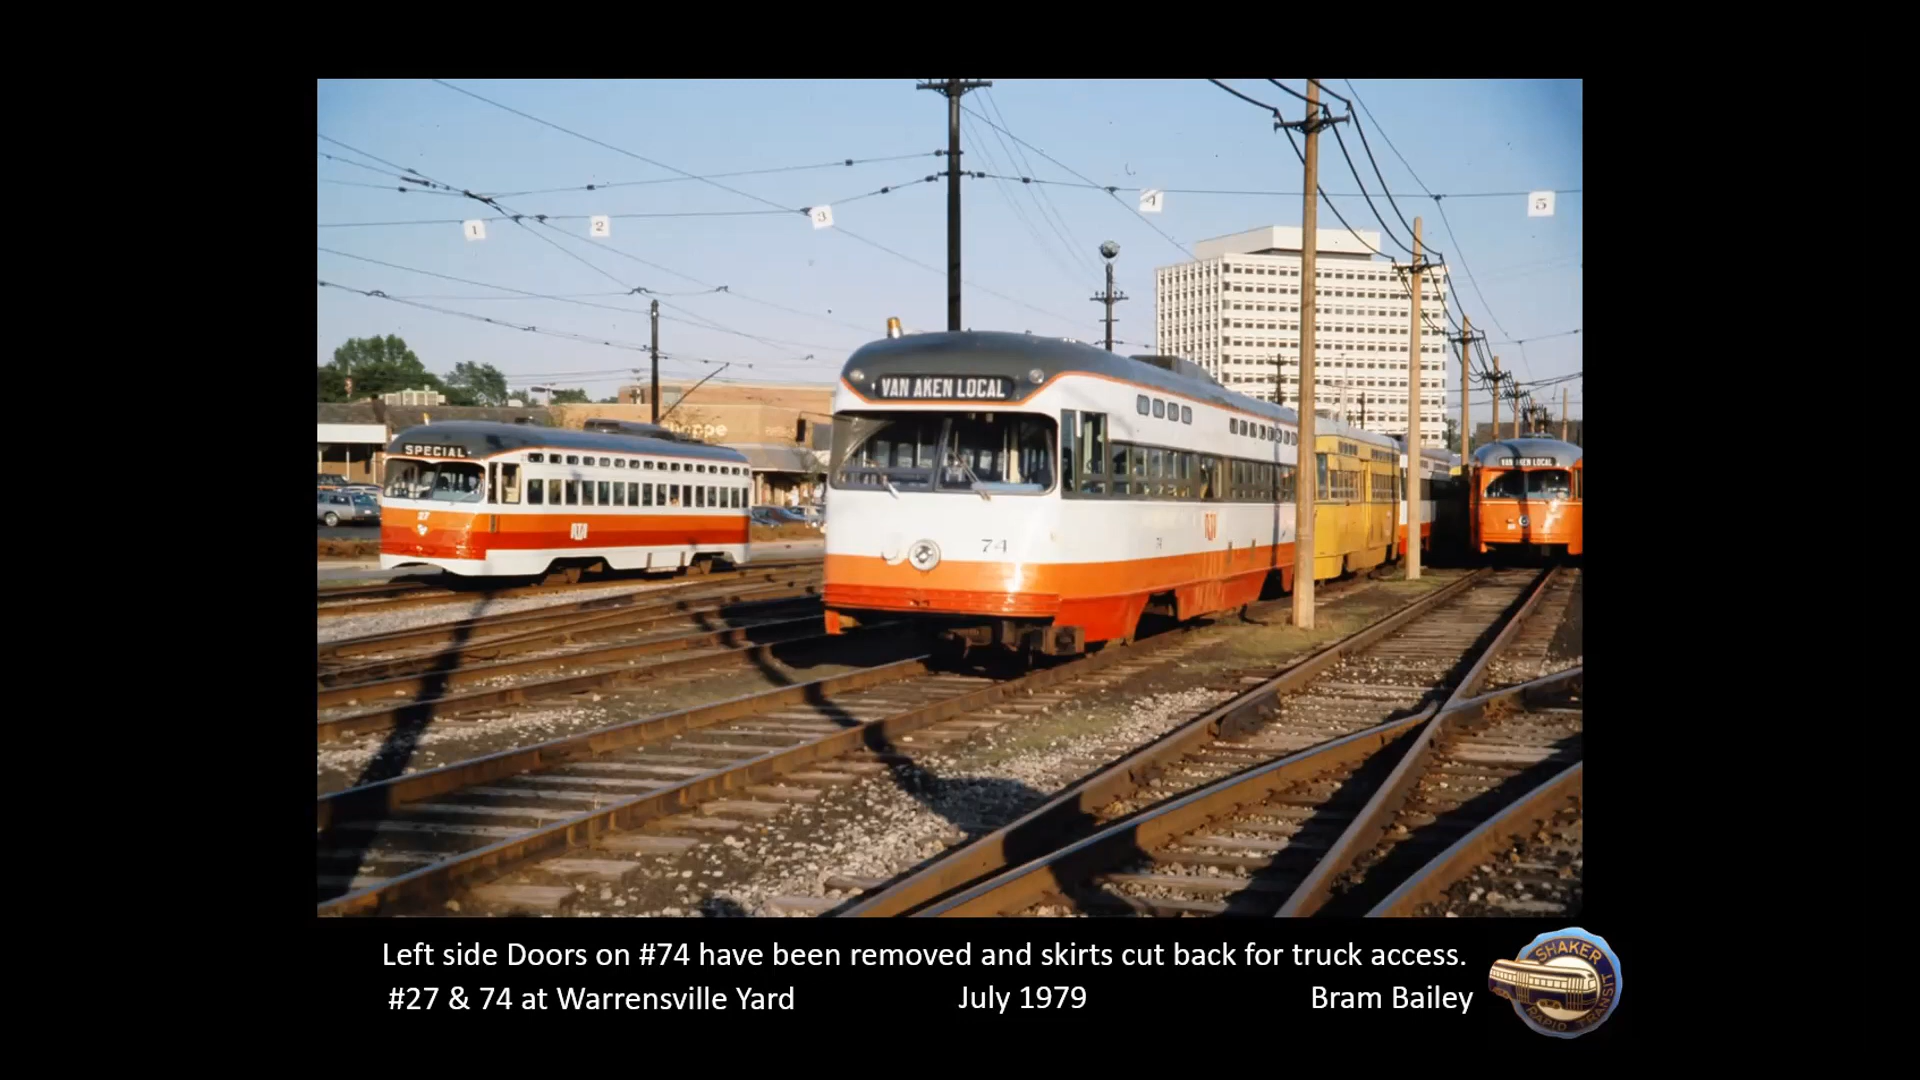 1
2
3
4
5
VAN AKEN LOCAL
SPECIAL
VAN AKEN LOCAL
27
74
Left side Doors on #74 have been removed and skirts cut back for truck access.
#27 & 74 at Warrensville Yard
July 1979
Bram Bailey
SHAKER
RAPID TRANSIT